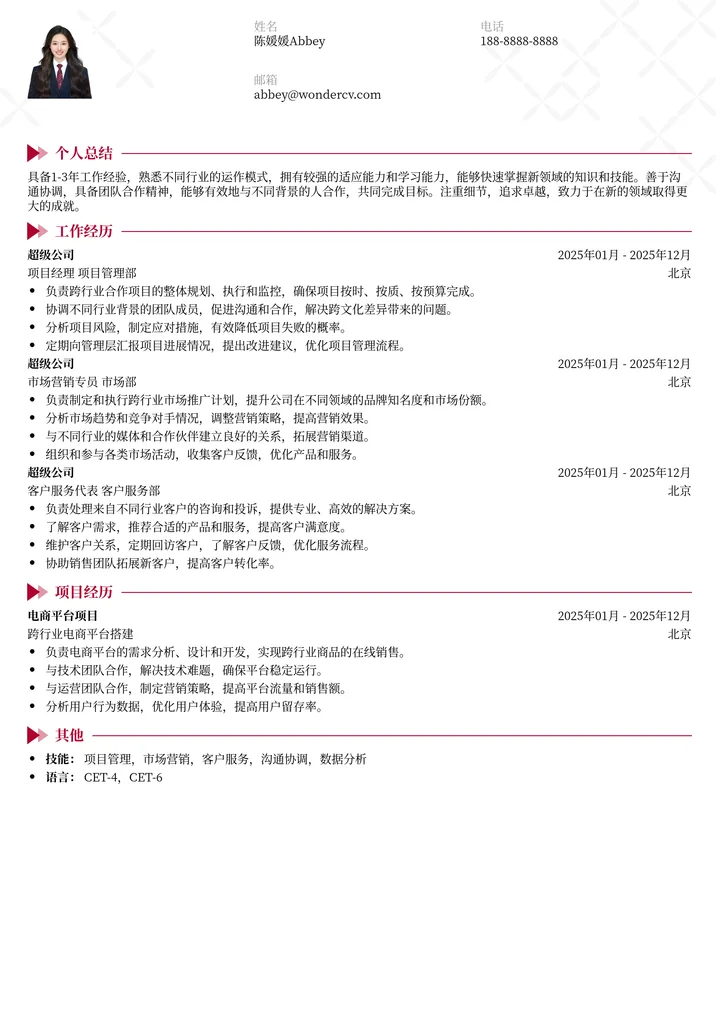 姓名
陈媛媛Abbey
电话
188-8888-8888
邮箱
abbey@wondercv.com
个人总结
具备1-3年工作经验，熟悉不同行业的运作模式，拥有较强的适应能力和学习能力，能够快速掌握新领域的知识和技能。善于沟
通协调，具备团队合作精神，能够有效地与不同背景的人合作，共同完成目标。注重细节，追求卓越，致力于在新的领域取得更
大的成就。
工作经历
超级公司 2025年01月 - 2025年12月
项目经理 项目管理部 北京
• 负责跨行业合作项目的整体规划、执行和监控，确保项目按时、按质、按预算完成。
• 协调不同行业背景的团队成员，促进沟通和合作，解决跨文化差异带来的问题。
• 分析项目风险，制定应对措施，有效降低项目失败的概率。
• 定期向管理层汇报项目进展情况，提出改进建议，优化项目管理流程。
超级公司 2025年01月 - 2025年12月
市场营销专员 市场部 北京
• 负责制定和执行跨行业市场推广计划，提升公司在不同领域的品牌知名度和市场份额。
• 分析市场趋势和竞争对手情况，调整营销策略，提高营销效果。
• 与不同行业的媒体和合作伙伴建立良好的关系，拓展营销渠道。
• 组织和参与各类市场活动，收集客户反馈，优化产品和服务。
超级公司 2025年01月 - 2025年12月
客户服务代表 客户服务部 北京
• 负责处理来自不同行业客户的咨询和投诉，提供专业、高效的解决方案。
• 了解客户需求，推荐合适的产品和服务，提高客户满意度。
• 维护客户关系，定期回访客户，了解客户反馈，优化服务流程。
• 协助销售团队拓展新客户，提高客户转化率。
项目经历
电商平台项目 2025年01月 - 2025年12月
跨行业电商平台搭建 北京
• 负责电商平台的需求分析、设计和开发，实现跨行业商品的在线销售。
• 与技术团队合作，解决技术难题，确保平台稳定运行。
• 与运营团队合作，制定营销策略，提高平台流量和销售额。
• 分析用户行为数据，优化用户体验，提高用户留存率。
其他
• 技能： 项目管理，市场营销，客户服务，沟通协调，数据分析
• 语言： CET-4，CET-6